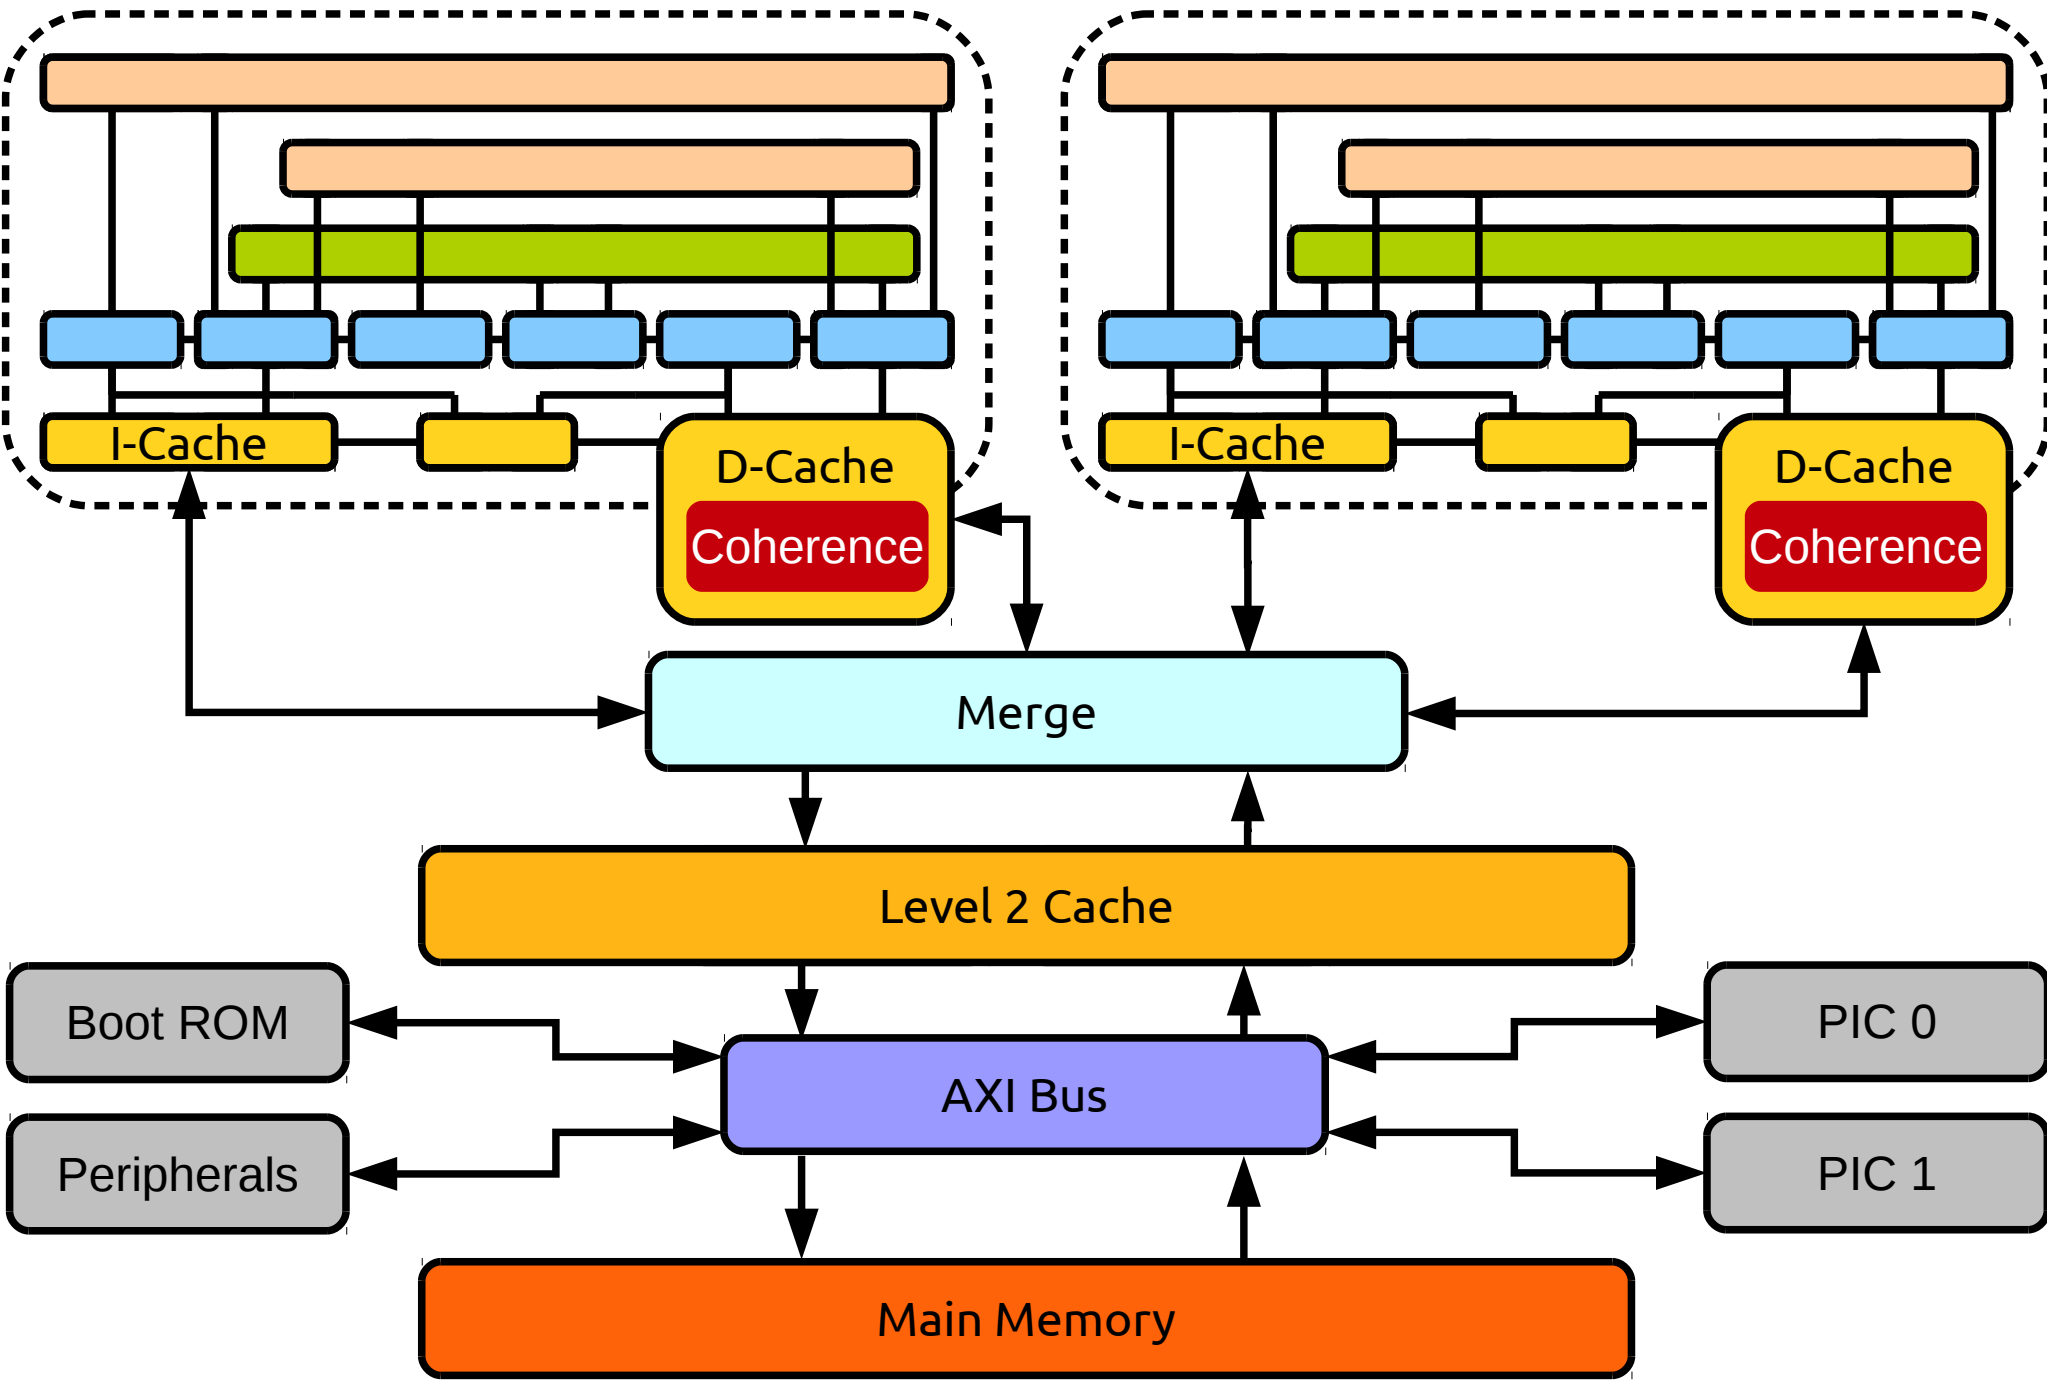 I-Cache
D-Cache
Coherence
I-Cache
D-Cache
Coherence
Merge
Level 2 Cache
Boot ROM
PIC 0
AXI Bus
Peripherals
PIC 1
Main Memory